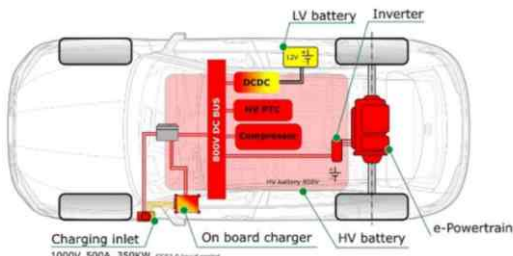 LV battery
Inverter
12V
DCDC
HV PTC
Compressor
800V DC BUS
HV battery 800V
Charging inlet
On board charger
HV battery
e-Powertrain
1000V, 500A, 350KW